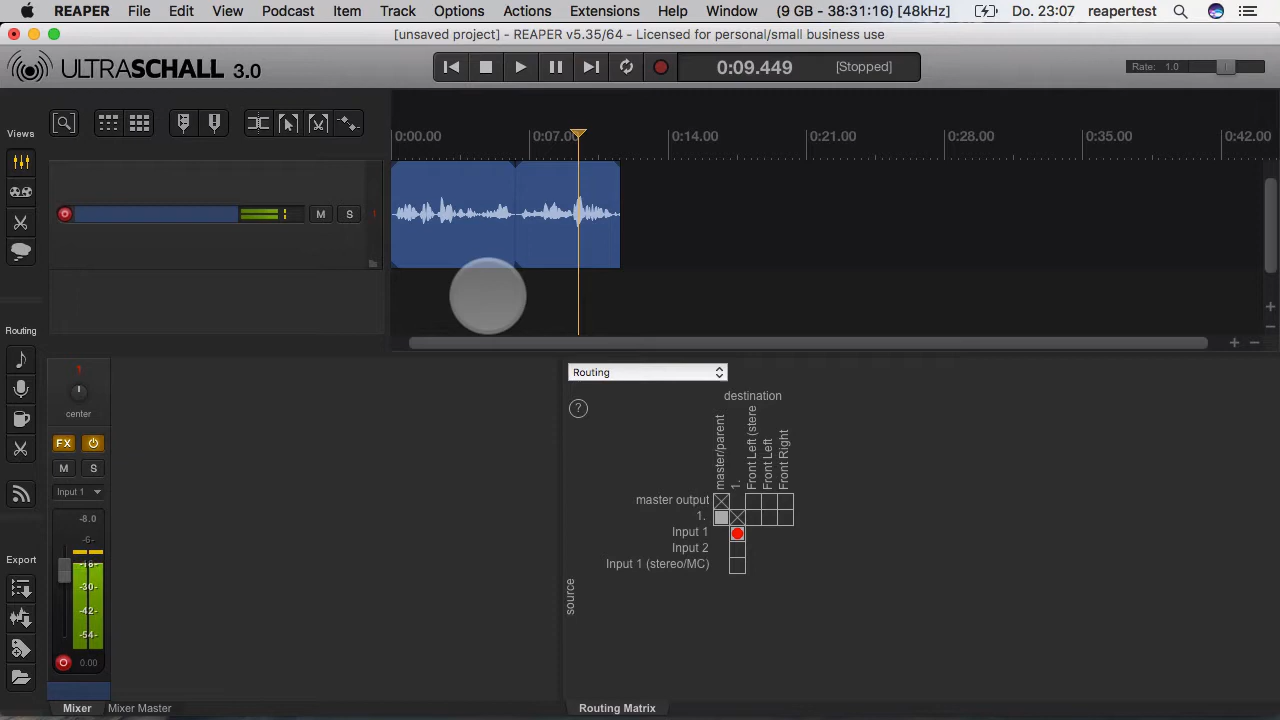 REAPER File Edit View Podcast Item Track Options Actions Extensions Help Window (9 GB - 38:31:16) [48kHz] Do. 23:07 reapertest
[unsaved project] - REAPER v5.35/64 - Licensed for personal/small business use
ULTRASCHALL 3.0
0:09.449 [Stopped]
Rate: 1.0
Views
0:00.00 0:07.00 0:14.00 0:21.00 0:28.00 0:35.00 0:42.00
M S 1
Routing
1
center
FX
M S
Input 1
-8.0
-6-
-18-
-30-
-54-
0.00
Export
Mixer Mixer Master
Routing
?
destination
master/parent
1.
Front Left (stere
Front Left
Front Right
master output
1.
Input 1
Input 2
Input 1 (stereo/MC)
source
Routing Matrix